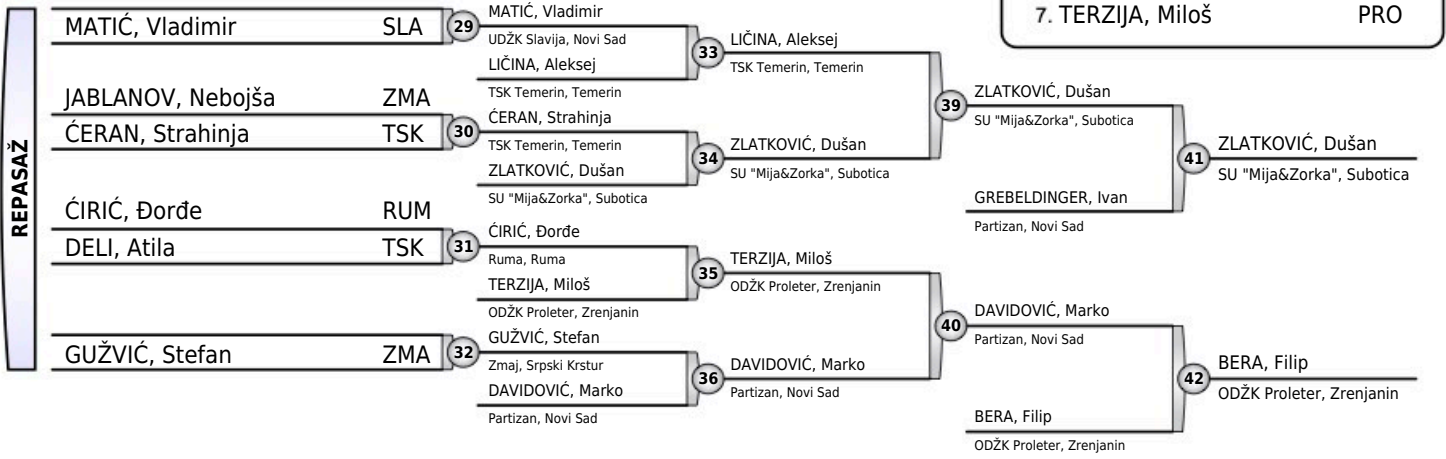 REPASAŽ
7. TERZIJA, Miloš PRO
MATIĆ, Vladimir SLA
JABLANOV, Nebojša ZMA
ĆERAN, Strahinja TSK
ĆIRIĆ, Đorđe RUM
DELI, Atila TSK
GUŽVIĆ, Stefan ZMA
29
30
31
32
MATIĆ, Vladimir
UDŽK Slavija, Novi Sad
LIČINA, Aleksej
TSK Temerin, Temerin
ĆERAN, Strahinja
TSK Temerin, Temerin
ZLATKOVIĆ, Dušan
SU "Mija&Zorka", Subotica
ĆIRIĆ, Đorđe
Ruma, Ruma
TERZIJA, Miloš
ODŽK Proleter, Zrenjanin
GUŽVIĆ, Stefan
Zmaj, Srpski Krstur
DAVIDOVIĆ, Marko
Partizan, Novi Sad
33
34
35
36
LIČINA, Aleksej
TSK Temerin, Temerin
ZLATKOVIĆ, Dušan
SU "Mija&Zorka", Subotica
TERZIJA, Miloš
ODŽK Proleter, Zrenjanin
DAVIDOVIĆ, Marko
Partizan, Novi Sad
39
40
ZLATKOVIĆ, Dušan
SU "Mija&Zorka", Subotica
GREBELDINGER, Ivan
Partizan, Novi Sad
DAVIDOVIĆ, Marko
Partizan, Novi Sad
BERA, Filip
ODŽK Proleter, Zrenjanin
41
42
ZLATKOVIĆ, Dušan
SU "Mija&Zorka", Subotica
BERA, Filip
ODŽK Proleter, Zrenjanin